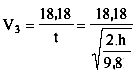 V₃ = 18,18 / t = 18,18 / √(2.h / 9,8)